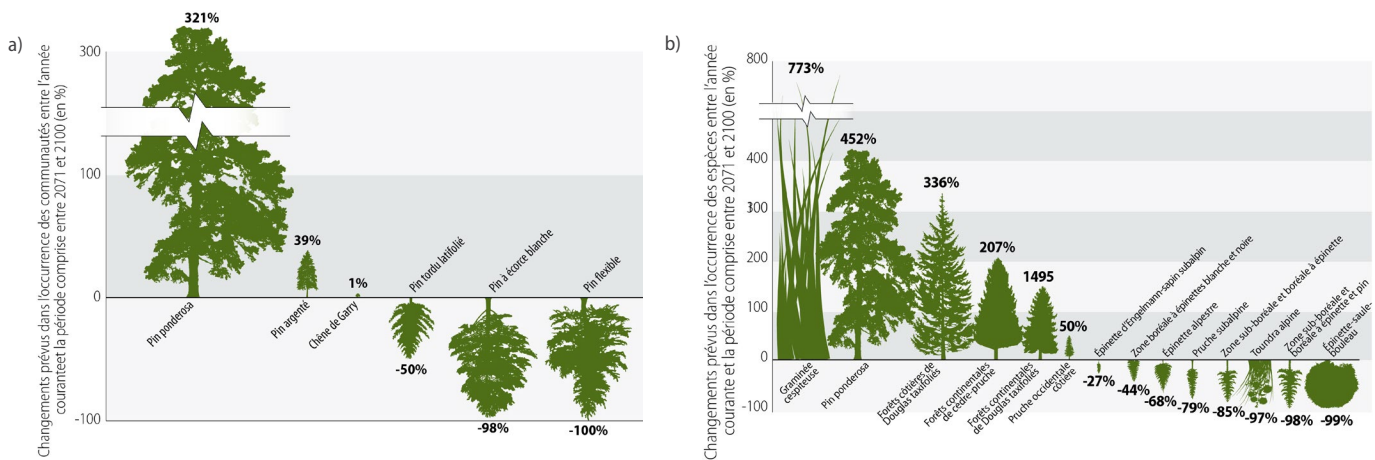 a)
Changements prévus dans l'occurrence des communautés entre l'année
couranteet la période comprise entre 2071 et 2100 (en %)
300
100
0
-100
321%
39%
1%
-50%
-98%
-100%
Pin ponderosa
Pin argenté
Chêne de Garry
Pin tordu latifolié
Pin à écorce blanche
Pin flexible
b)
Changements prévus dans l'occurrence des espèces entre l'année
courante et la période comprise entre 2071 et 2100 (en %)
800
400
300
200
100
0
-100
773%
452%
336%
207%
1495
50%
-27%
-44%
-68%
-79%
-85%
-97%
-98%
-99%
Graminée
cespiteuse
Pin ponderosa
Forêts côtières de
Douglas taxifoliés
Forêts continentales
de cèdre-pruche
Forêts continentales
de Douglas taxifoliés
Pruche occidentale
côtière
Épinette d'Engelmann-sapin subalpin
Zone boréale à épinettes blanche et noire
Épinette alpestre
Pruche subalpine
Zone sub-boréale et boréale à épinette
Toundra alpine
Zone sub-boréale et
boréale à épinette et pin
Épinette-saule-
bouleau